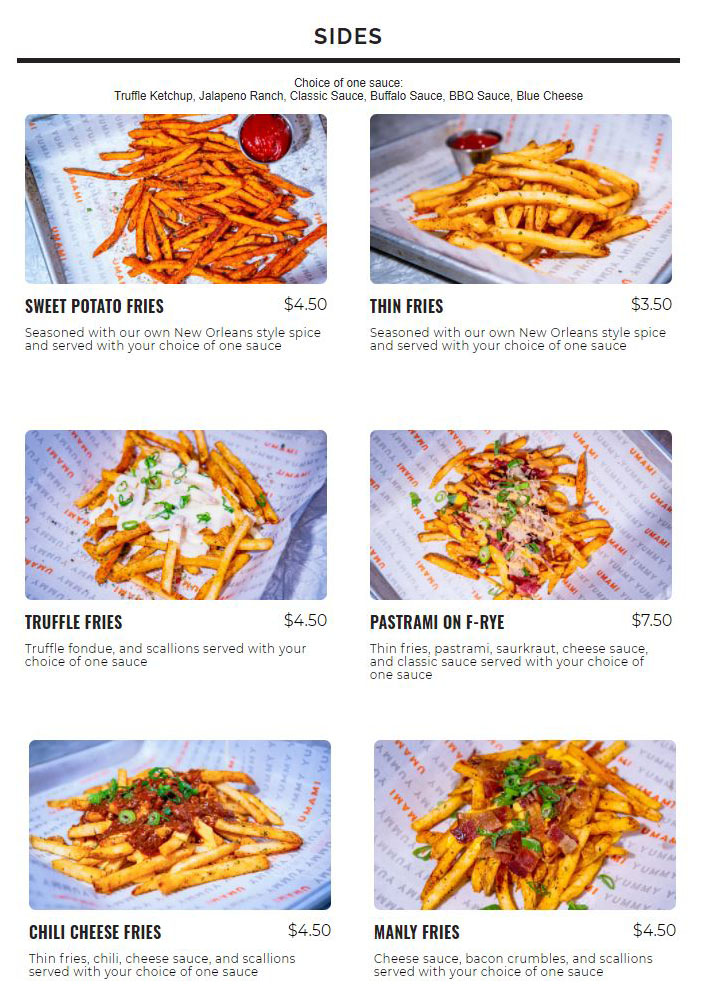 SIDES
Choice of one sauce:
Truffle Ketchup, Jalapeno Ranch, Classic Sauce, Buffalo Sauce, BBQ Sauce, Blue Cheese
SWEET POTATO FRIES $4.50
Seasoned with our own New Orleans style spice
and served with your choice of one sauce
THIN FRIES $3.50
Seasoned with our own New Orleans style spice
and served with your choice of one sauce
TRUFFLE FRIES $4.50
Truffle fondue, and scallions served with your
choice of one sauce
PASTRAMI ON F-RYE $7.50
Thin fries, pastrami, saurkraut, cheese sauce,
and classic sauce served with your choice of
one sauce
CHILI CHEESE FRIES $4.50
Thin fries, chili, cheese sauce, and scallions
served with your choice of one sauce
MANLY FRIES $4.50
Cheese sauce, bacon crumbles, and scallions
served with your choice of one sauce